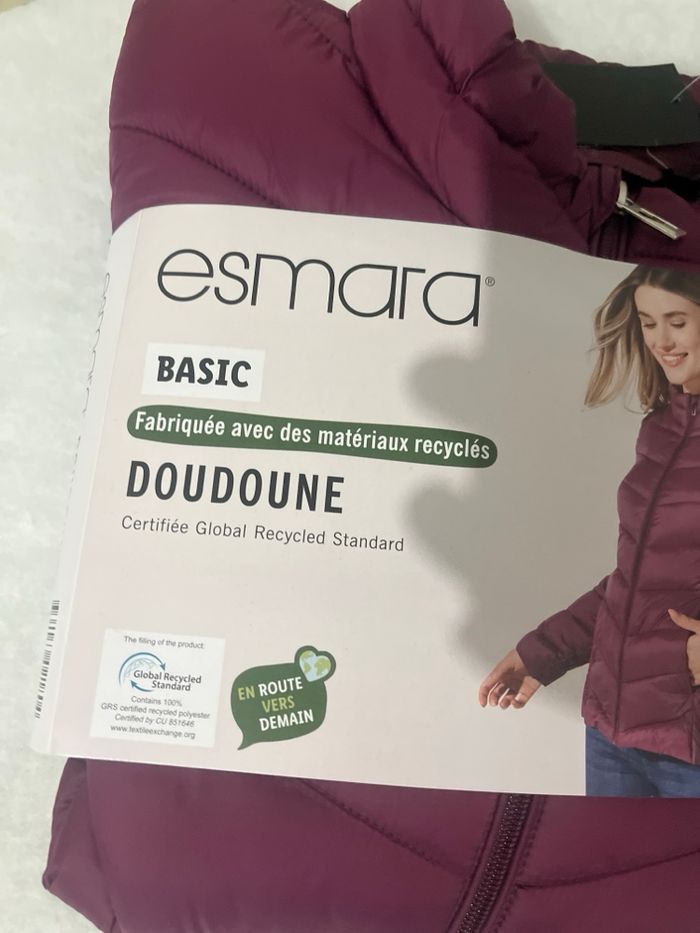 esmara®
BASIC
Fabriquée avec des matériaux recyclés
DOUDOUNE
Certifiée Global Recycled Standard
The filling of the product:
Global Recycled
Standard
Contains 100%
GRS certified recycled polyester
Certified by CU 851646
www.textileexchange.org
EN ROUTE
VERS
DEMAIN